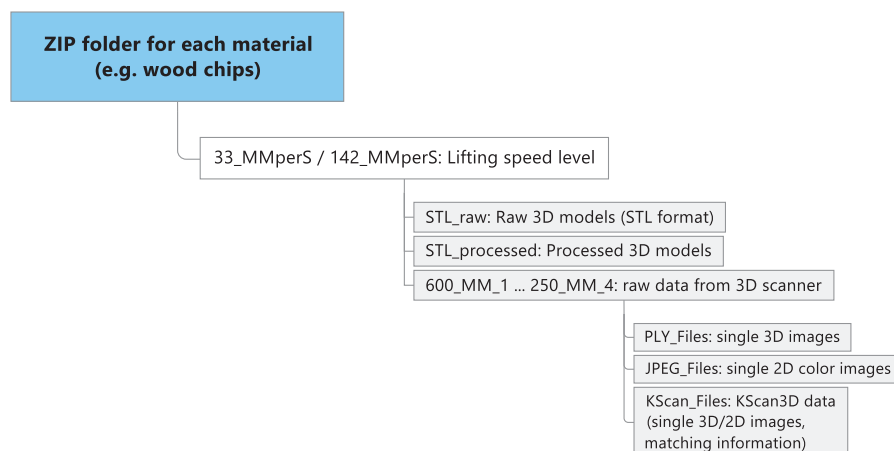 ZIP folder for each material
(e.g. wood chips)
33_MMperS / 142_MMperS: Lifting speed level
STL_raw: Raw 3D models (STL format)
STL_processed: Processed 3D models
600_MM_1 ... 250_MM_4: raw data from 3D scanner
PLY_Files: single 3D images
JPEG_Files: single 2D color images
KScan_Files: KScan3D data
(single 3D/2D images,
matching information)